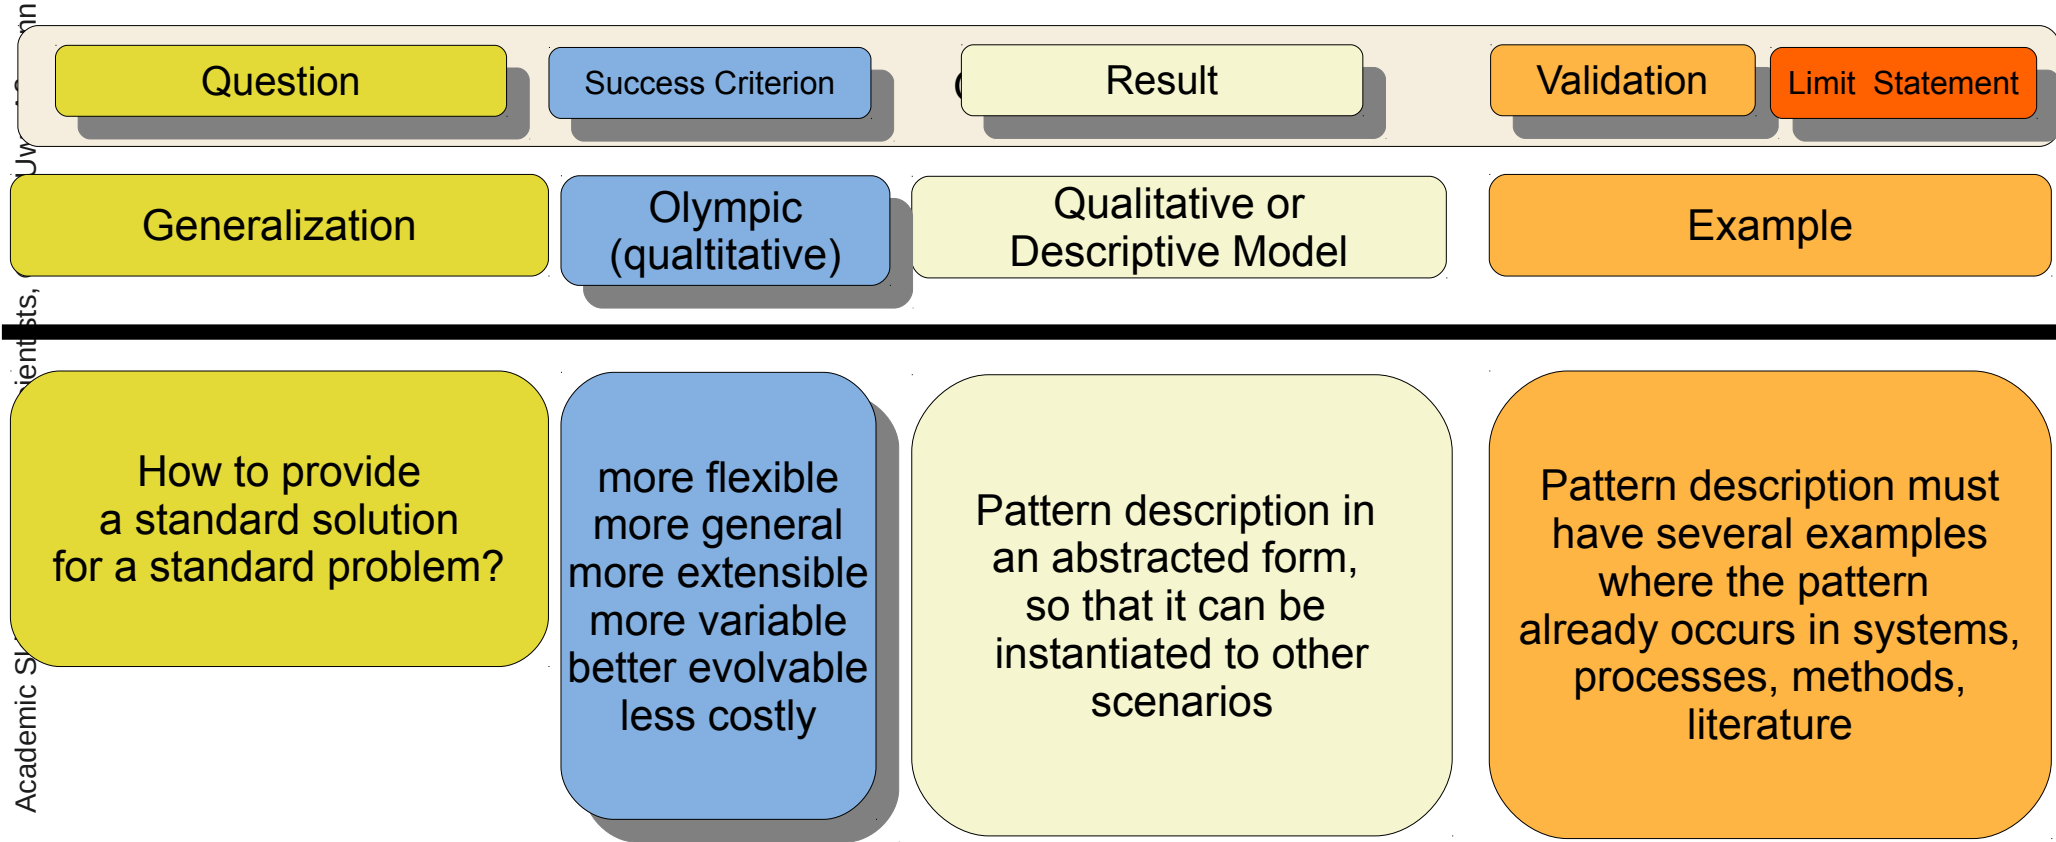 Question
Success Criterion
Result
Validation
Limit  Statement
Generalization
Olympic
(qualtitative)
Qualitative or
Descriptive Model
Example
How to provide
a standard solution
for a standard problem?
more flexible
more general
more extensible
more variable
better evolvable
less costly
Pattern description in
an abstracted form,
so that it can be
instantiated to other
scenarios
Pattern description must
have several examples
where the pattern
already occurs in systems,
processes, methods,
literature
Academic